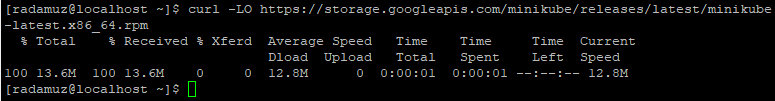 [radamuz@localhost ~]$ curl -LO https://storage.googleapis.com/minikube/releases/latest/minikube
-latest.x86_64.rpm
  % Total    % Received % Xferd  Average Speed   Time    Time     Time  Current
                                 Dload  Upload   Total   Spent    Left  Speed
100 13.6M  100 13.6M    0     0  12.8M      0  0:00:01  0:00:01 --:--:-- 12.8M
[radamuz@localhost ~]$